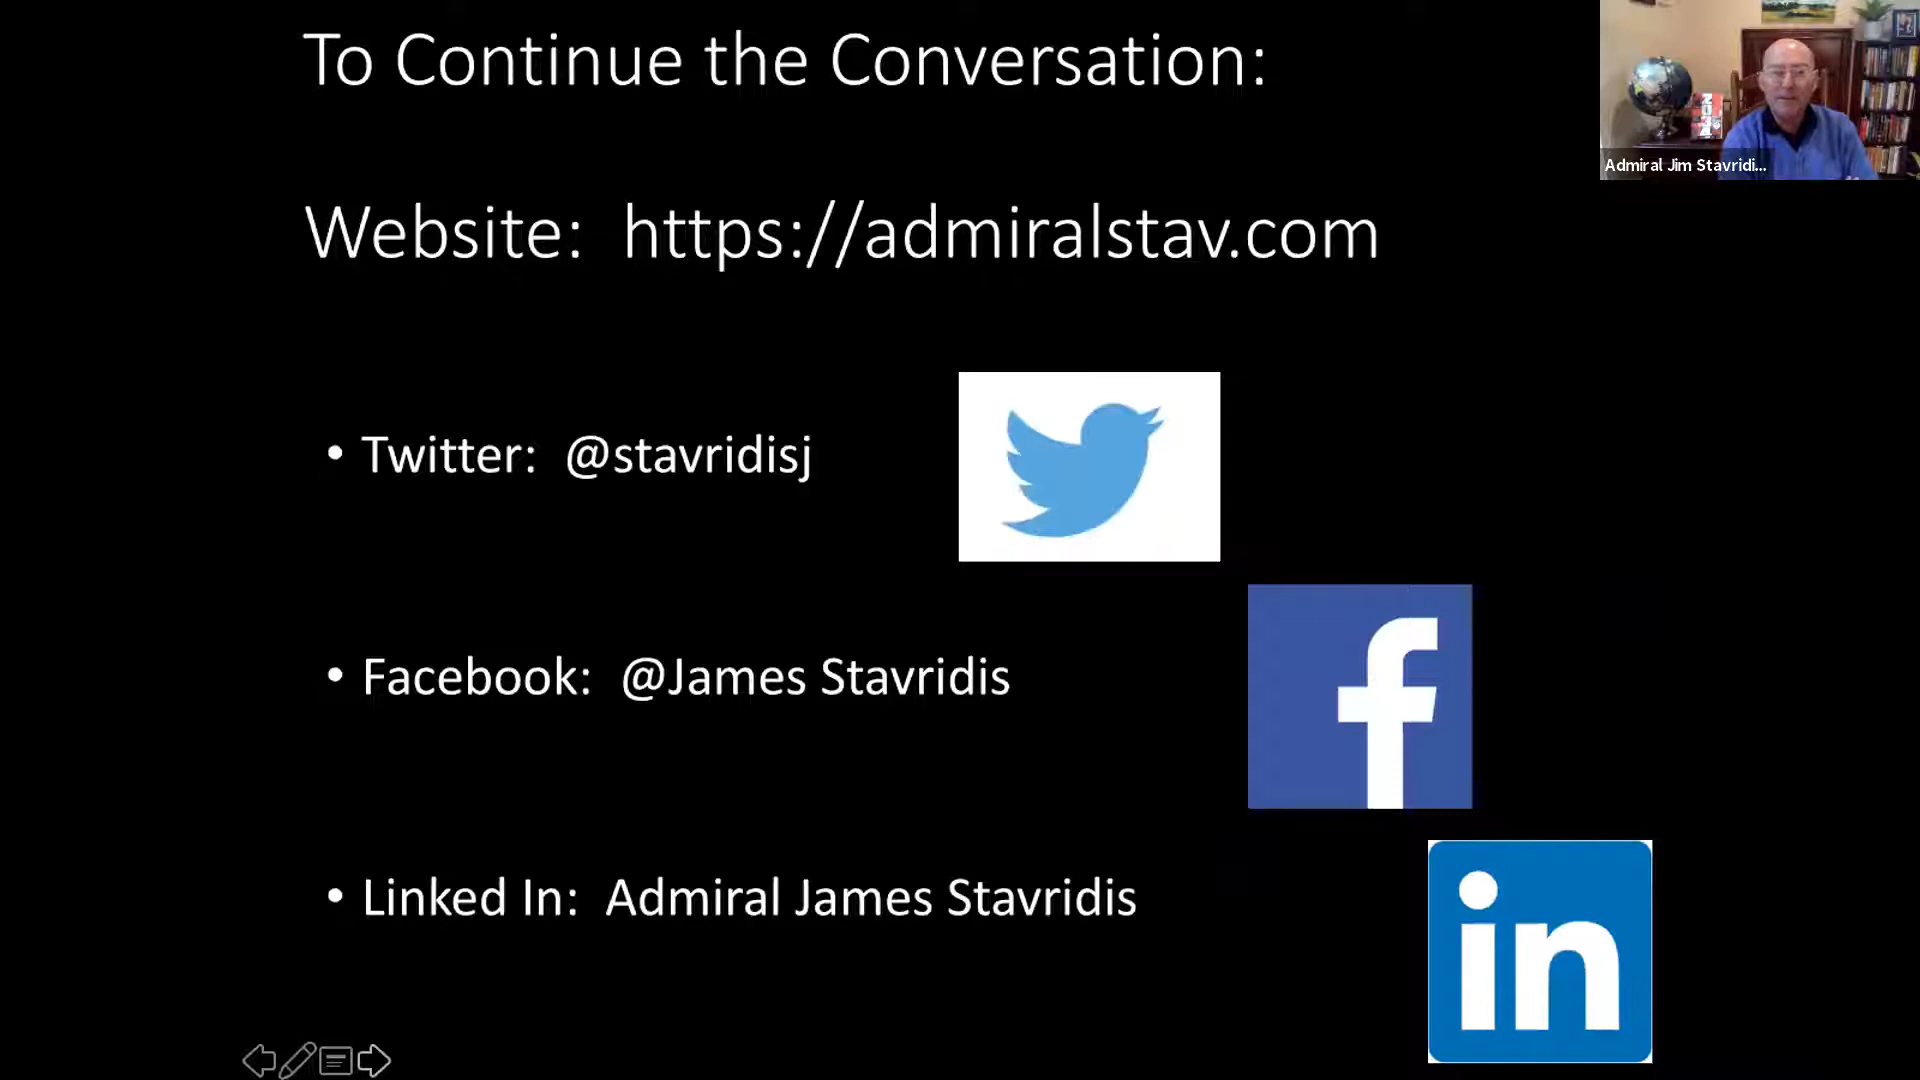 To Continue the Conversation:
Admiral Jim Stavridi...
Website: https://admiralstav.com
• Twitter: @stavridisj
• Facebook: @James Stavridis
f
• Linked In: Admiral James Stavridis
in